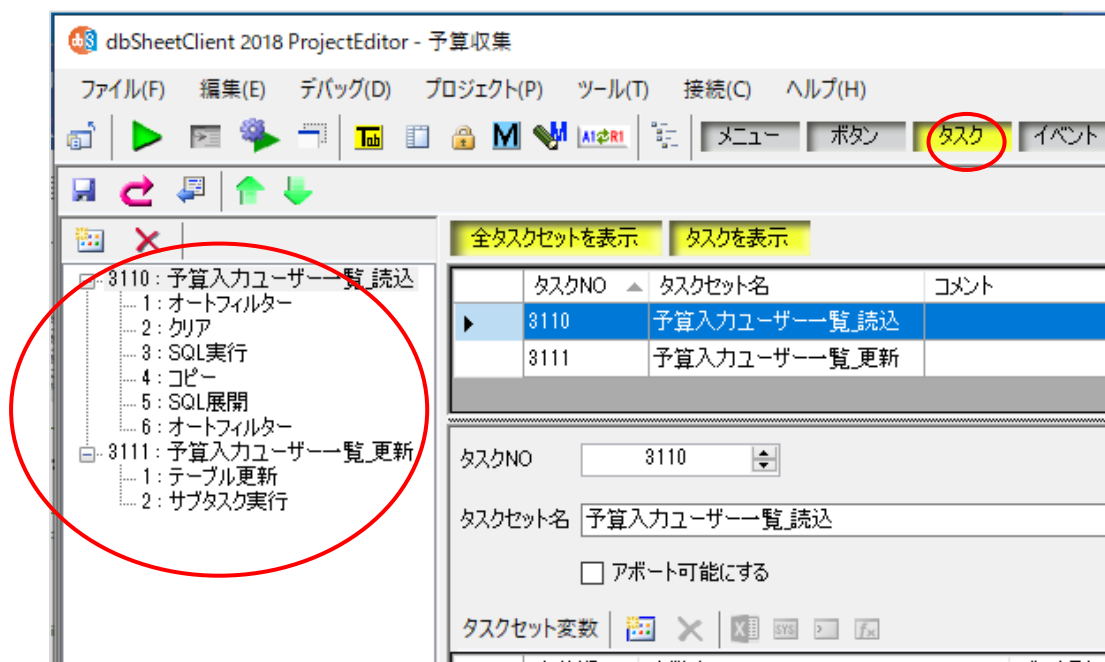 dbSheetClient 2018 ProjectEditor - 予算収集
ファイル(F) 編集(E) デバッグ(D) プロジェクト(P) ツール(T) 接続(C) ヘルプ(H)
Tab M M A1⇄R1 メニュー ボタン タスク イベント
全タスクセットを表示 タスクを表示
3110 : 予算入力ユーザー一覧_読込
1 : オートフィルター
2 : クリア
3 : SQL実行
4 : コピー
5 : SQL展開
6 : オートフィルター
3111 : 予算入力ユーザー一覧_更新
1 : テーブル更新
2 : サブタスク実行
タスクNO タスクセット名 コメント
3110 予算入力ユーザー一覧_読込
3111 予算入力ユーザー一覧_更新
タスクNO 3110
タスクセット名 予算入力ユーザー一覧_読込
アボート可能にする
タスクセット変数 X SYS fx